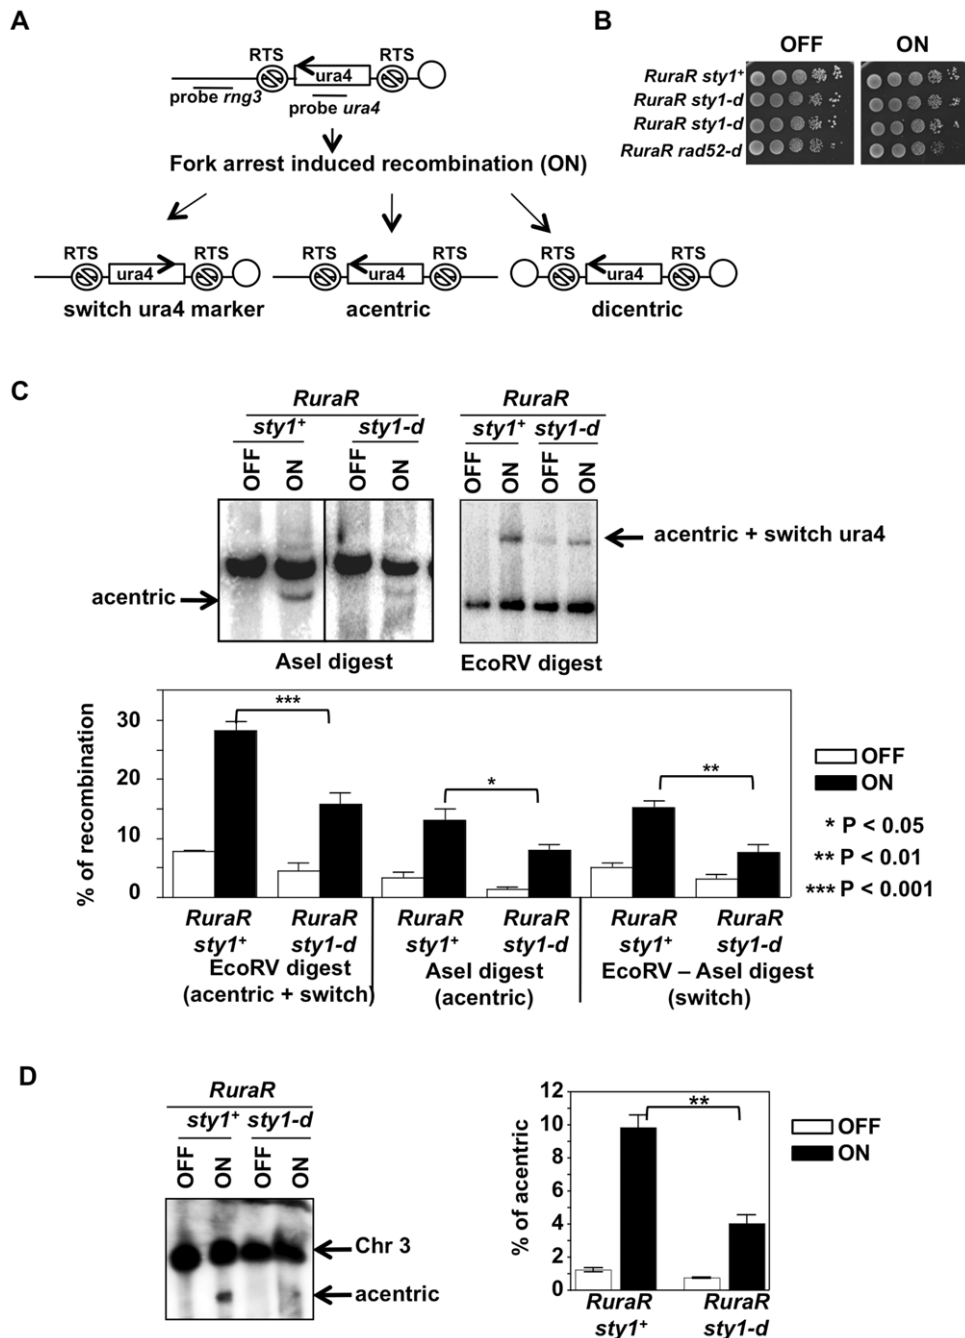 A
RTS RTS
ura4
probe rng3
probe ura4
Fork arrest induced recombination (ON)
RTS RTS
ura4
switch ura4 marker
RTS RTS
ura4
acentric
RTS RTS
ura4
dicentric
B
OFF ON
RuraR sty1+
RuraR sty1-d
RuraR sty1-d
RuraR rad52-d
C
RuraR
sty1+ sty1-d
OFF ON OFF ON
acentric
AseI digest
RuraR
sty1+ sty1-d
OFF ON OFF ON
acentric + switch ura4
EcoRV digest
% of recombination
30
20
10
0
***
*
**
OFF
ON
* P < 0.05
** P < 0.01
*** P < 0.001
RuraR sty1+
RuraR sty1-d
EcoRV digest
(acentric + switch)
RuraR sty1+
RuraR sty1-d
AseI digest
(acentric)
RuraR sty1+
RuraR sty1-d
EcoRV – AseI digest
(switch)
D
RuraR
sty1+ sty1-d
OFF ON OFF ON
Chr 3
acentric
% of acentric
12
10
8
6
4
2
0
**
OFF
ON
RuraR sty1+
RuraR sty1-d